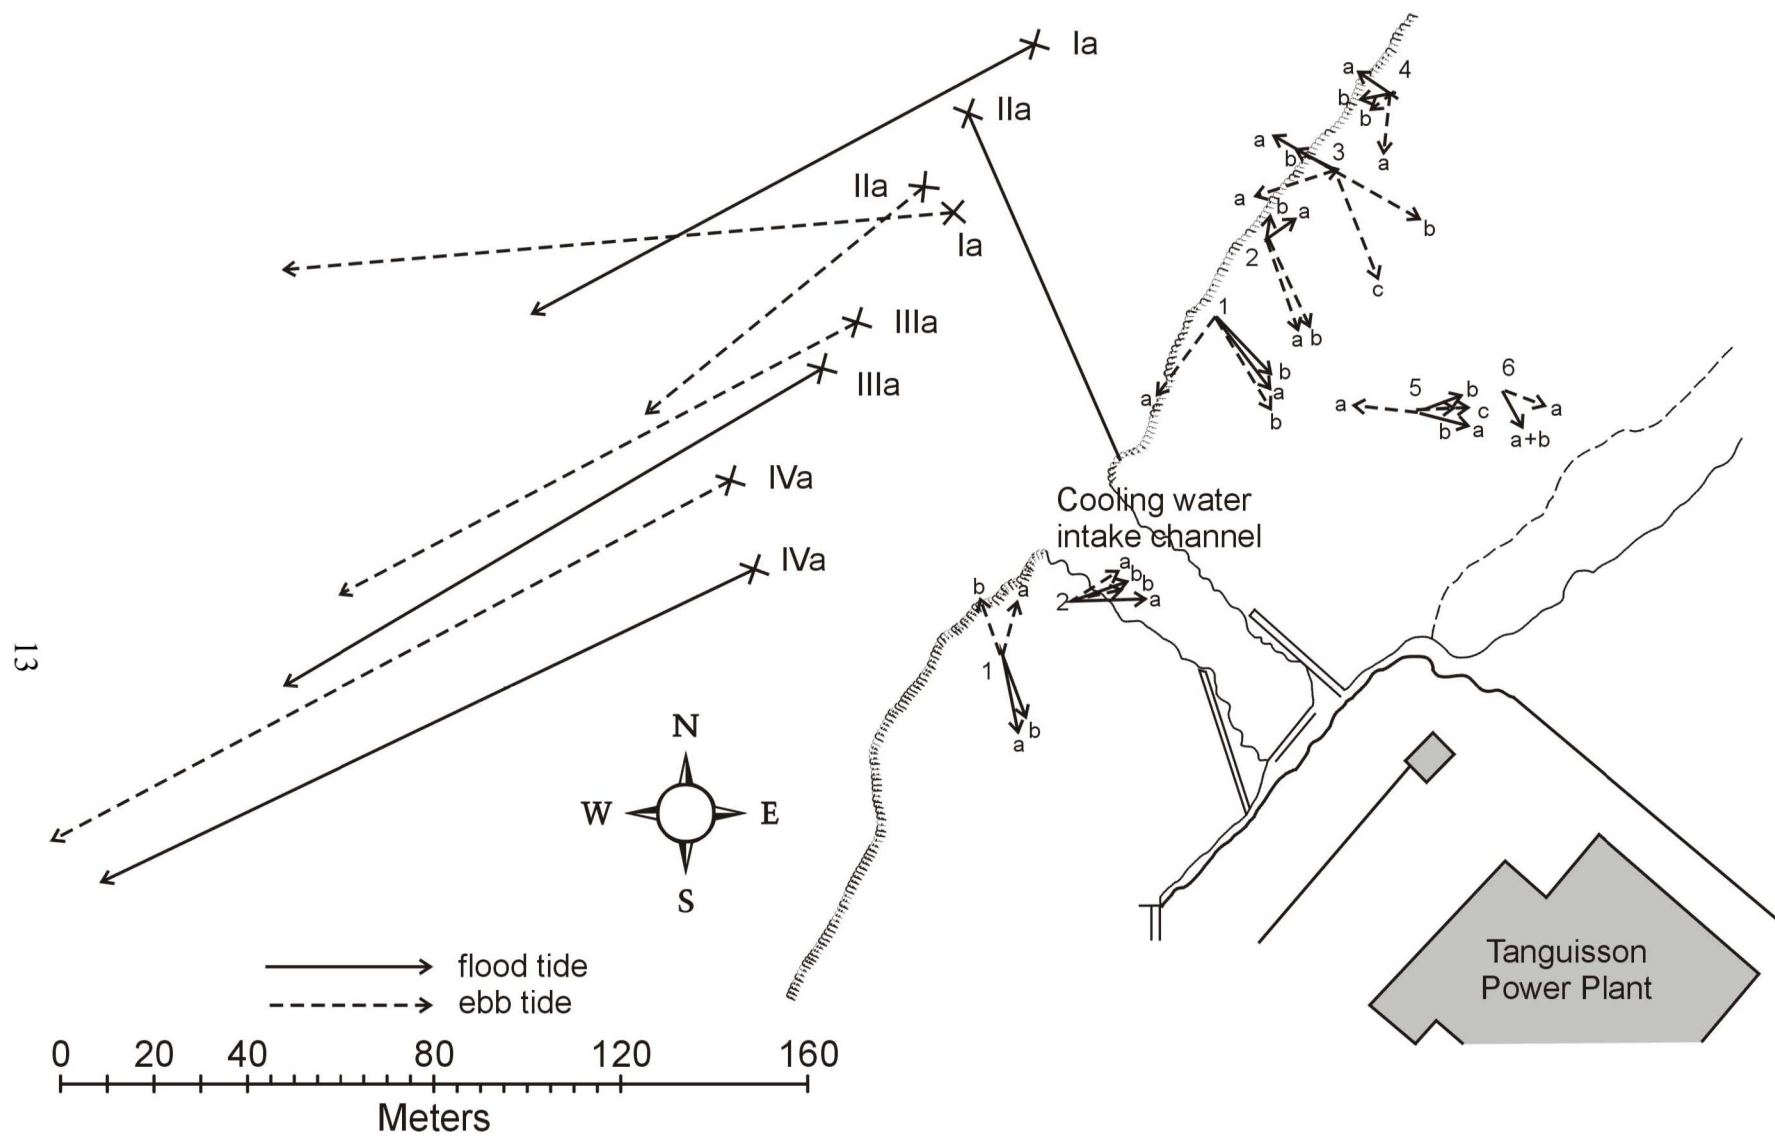 Ia
IIa
IIa
Ia
IIIa
IIIa
IVa
IVa
a 4
b
b
a
a
b 3
a
b
c
b a
2
a b
1
a
b
a
b
a
5
b
c
b a
6
a
a+b
Cooling water
intake channel
a
b
b
2 a
b a
1
b
a
13
N
W E
S
flood tide
ebb tide
0 20 40 80 120 160
Meters
Tanguisson
Power Plant